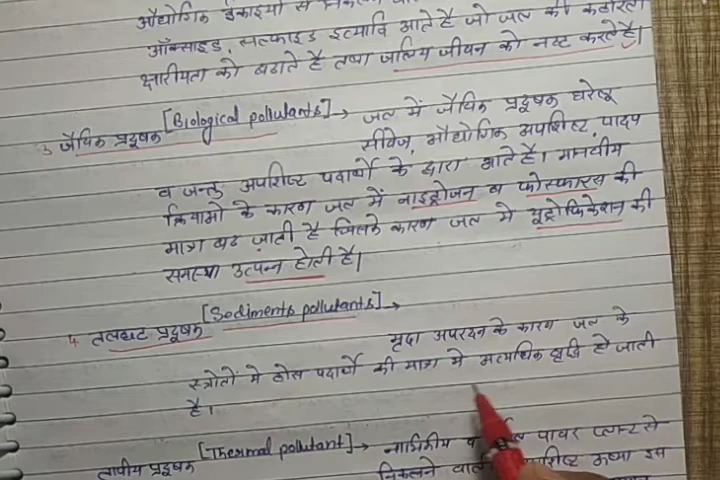 औद्योगिक इकाइयों से
ऑक्साइड, सल्फाइड इत्यादि आते है जो जल की कठोरता
क्षारीयता को बढाते है तथा जलिय जीवन को नष्ट करते है।
3 जैविक प्रदूषक [Biological pollutants] → जल में जैविक प्रदूषक घरेलू
सीवेज, औद्योगिक अपशिष्ट, पादप
व जन्तु अपशिष्ट पदार्थो के द्वारा आते है। मानवीय
क्रियाओ के कारण जल में नाइट्रोजन व फोस्फोरस की
मात्रा बढ जाती है जिसके कारण जल मे यूट्रोफिकेशन की
समस्या उत्पन्न होती है।
4 तलछट प्रदूषक [Sediments pollutants] →
मृदा अपरदन के कारण जल के
स्त्रोतों मे ठोस पदार्थो की मात्रा मे अत्यधिक वृद्धि हो जाती
है।
तापीय प्रदूषक [Thermal pollutant] → नाभिकीय व पावर प्लान्ट से
निकलने वाले उष्मा इस